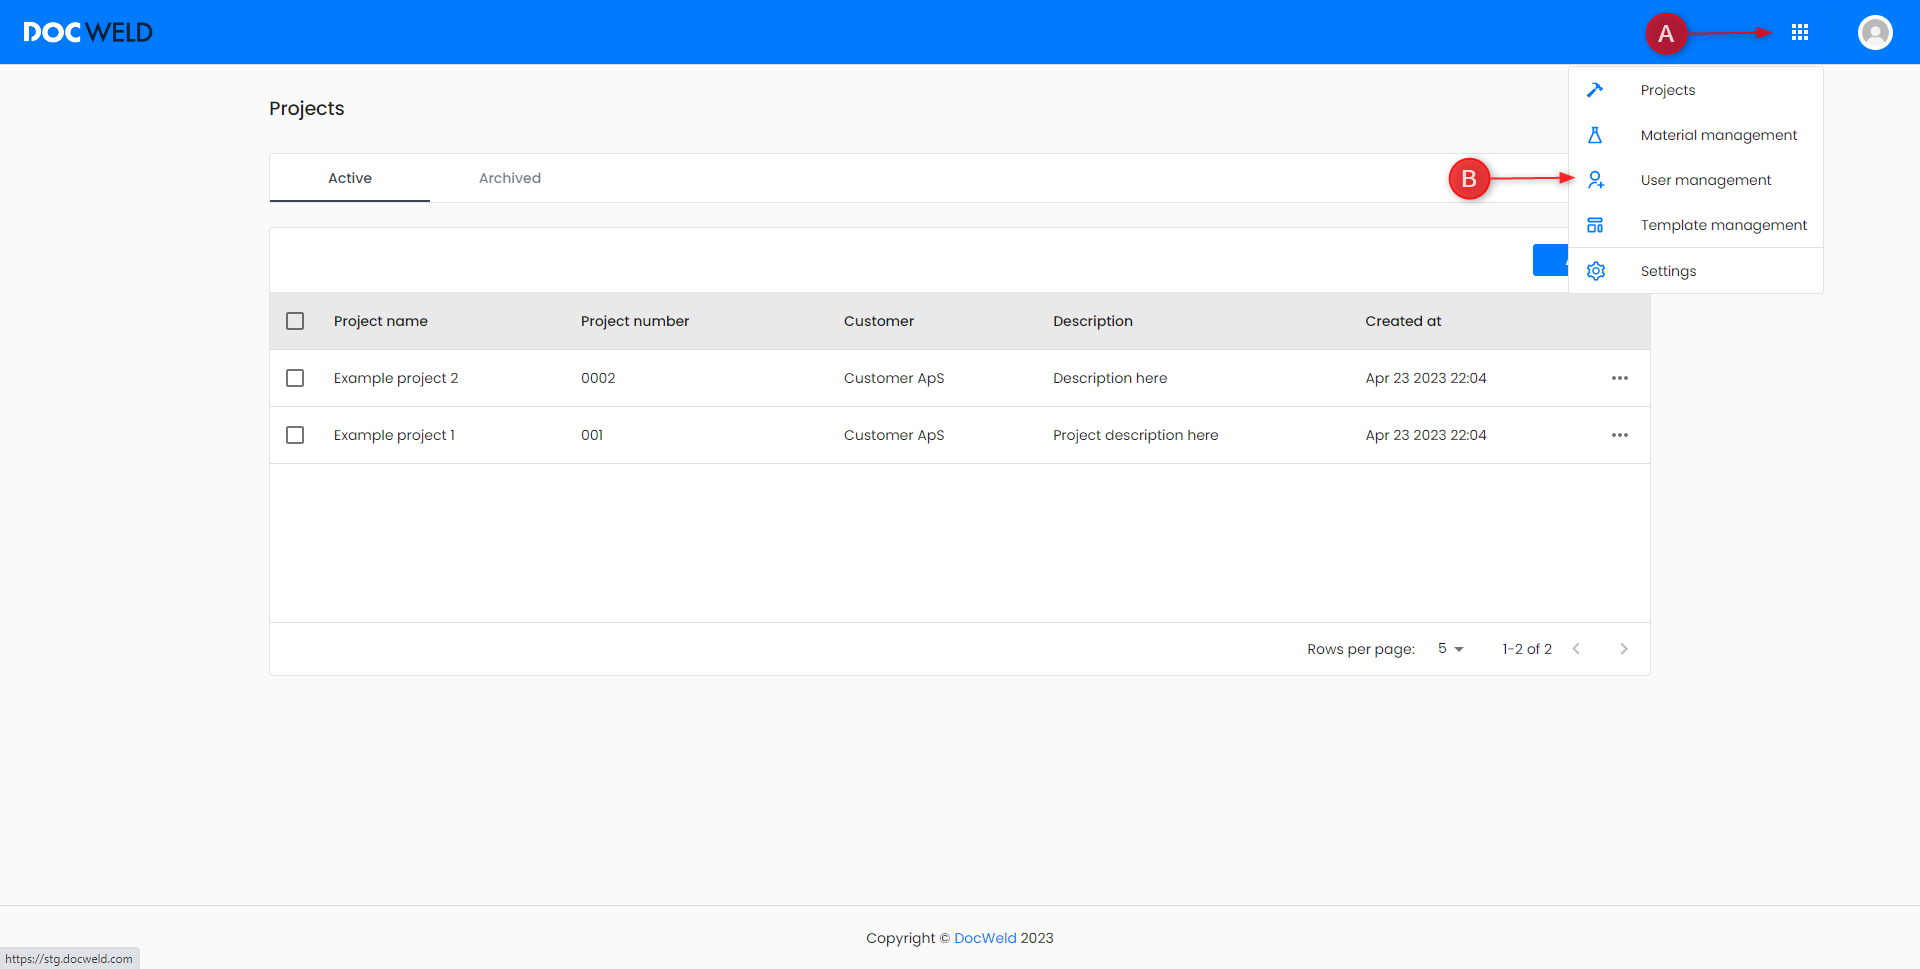 DOCWELD
A
Projects
Material management
B
User management
Template management
Settings
Projects
Active
Archived
Project name Project number Customer Description Created at
Example project 2 0002 Customer ApS Description here Apr 23 2023 22:04
Example project 1 001 Customer ApS Project description here Apr 23 2023 22:04
Rows per page: 5 1-2 of 2
Copyright © DocWeld 2023
https://stg.docweld.com